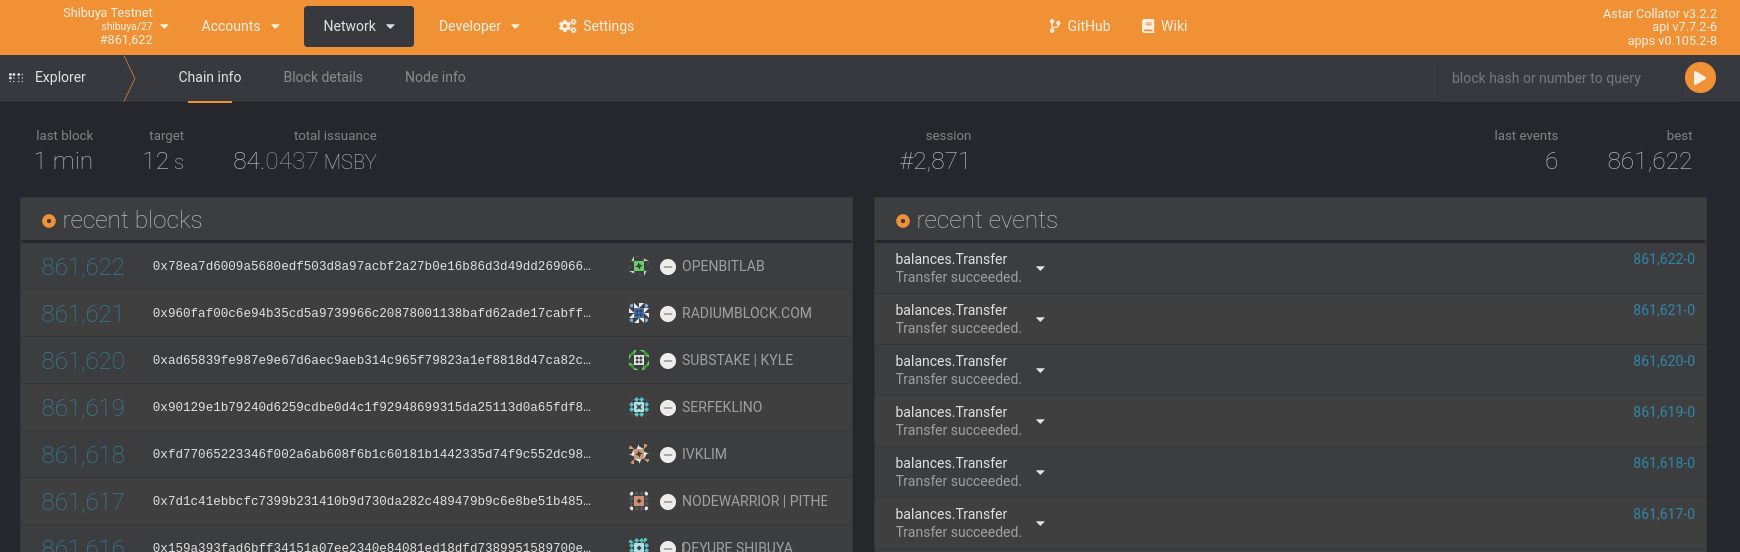 Shibuya Testnet
shibuya/27
#861,622
Accounts
Network
Developer
Settings
GitHub
Wiki
Astar Collator v3.2.2
api v7.7.2-6
apps v0.105.2-8
Explorer
Chain info
Block details
Node info
block hash or number to query
last block
1 min
target
12 s
total issuance
84.0437 MSBY
session
#2,871
last events
6
best
861,622
recent blocks
861,622 0x78ea7d6009a5680edf503d8a97acbf2a27b0e16b86d3d49dd269066… OPENBITLAB
861,621 0x960faf00c6e94b35cd5a9739966c20878001138bafd62ade17cabff… RADIUMBLOCK.COM
861,620 0xad65839fe987e9e67d6aec9aeb314c965f79823a1ef8818d47ca82c… SUBSTAKE | KYLE
861,619 0x90129e1b79240d6259cdbe0d4c1f92948699315da25113d0a65fdf8… SERFEKLINO
861,618 0xfd77065223346f002a6ab608f6b1c60181b1442335d74f9c552dc98… IVKLIM
861,617 0x7d1c41ebbcfc7399b231410b9d730da282c489479b9c6e8be51b485… NODEWARRIOR | PITHE
861,616 0x159a393fad6bff34151a07ee2340e84081ed18dfd7389951589700e… DEYURE SHIBUYA
recent events
balances.Transfer 861,622-0
Transfer succeeded.
balances.Transfer 861,621-0
Transfer succeeded.
balances.Transfer 861,620-0
Transfer succeeded.
balances.Transfer 861,619-0
Transfer succeeded.
balances.Transfer 861,618-0
Transfer succeeded.
balances.Transfer 861,617-0
Transfer succeeded.